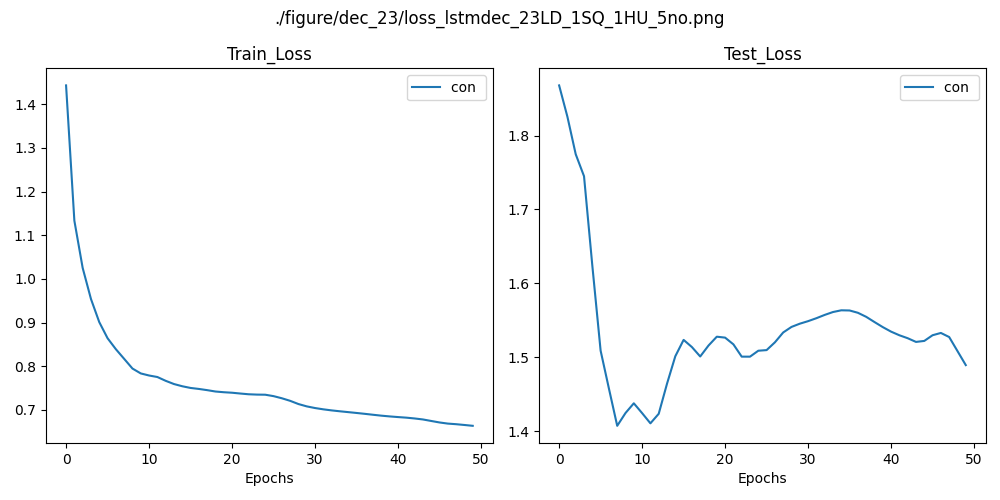 ./figure/dec_23/loss_lstmdec_23LD_1SQ_1HU_5no.png
Train_Loss
con
1.4
1.3
1.2
1.1
1.0
0.9
0.8
0.7
0 10 20 30 40 50
Epochs
Test_Loss
con
1.8
1.7
1.6
1.5
1.4
0 10 20 30 40 50
Epochs